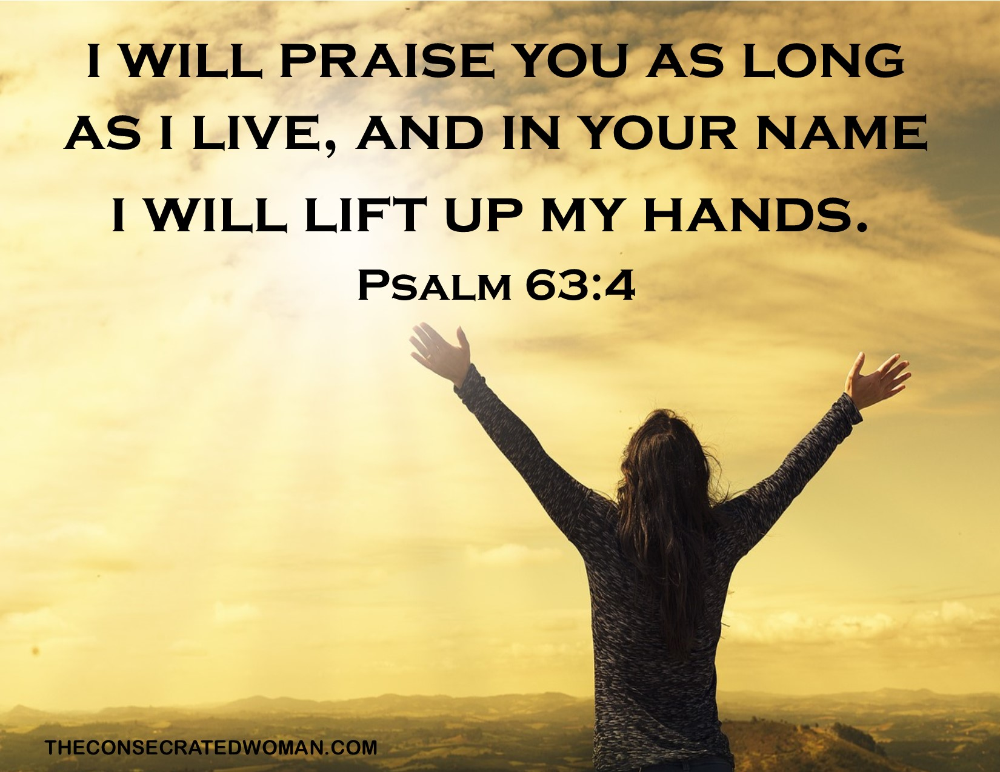 I WILL PRAISE YOU AS LONG
AS I LIVE, AND IN YOUR NAME
I WILL LIFT UP MY HANDS.
PSALM 63:4
THECONSECRATEDWOMAN.COM